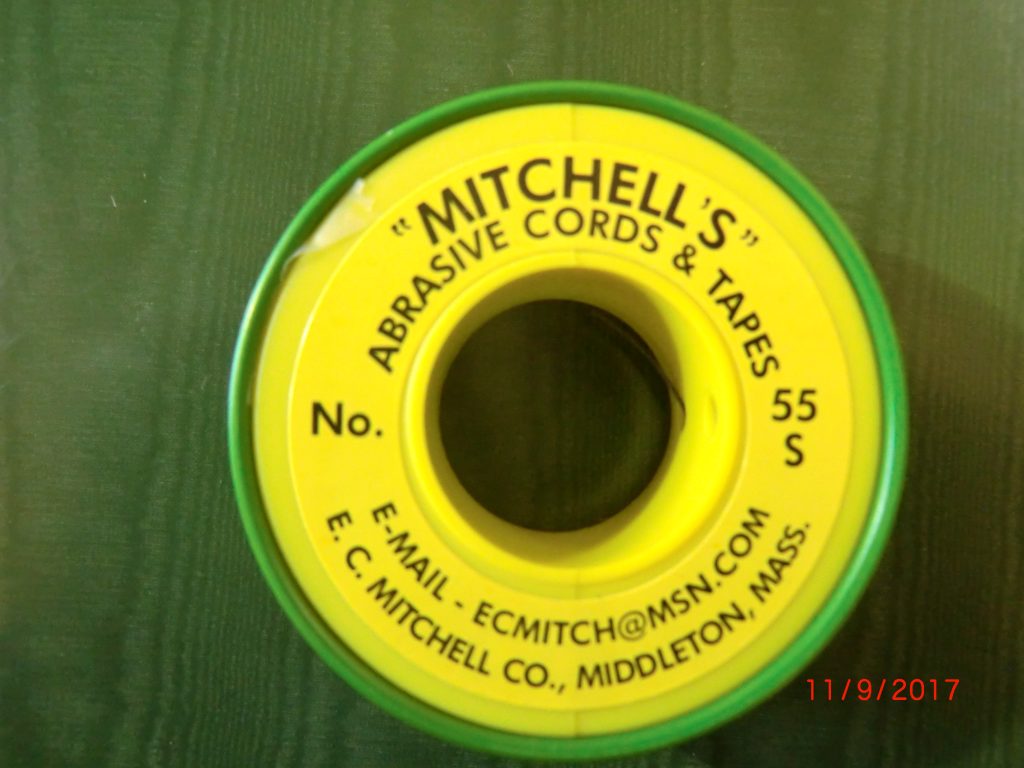 "MITCHELL'S"
ABRASIVE CORDS & TAPES
No.
55
S
E-MAIL - ECMITCH@MSN.COM
E. C. MITCHELL CO., MIDDLETON, MASS.
11/9/2017